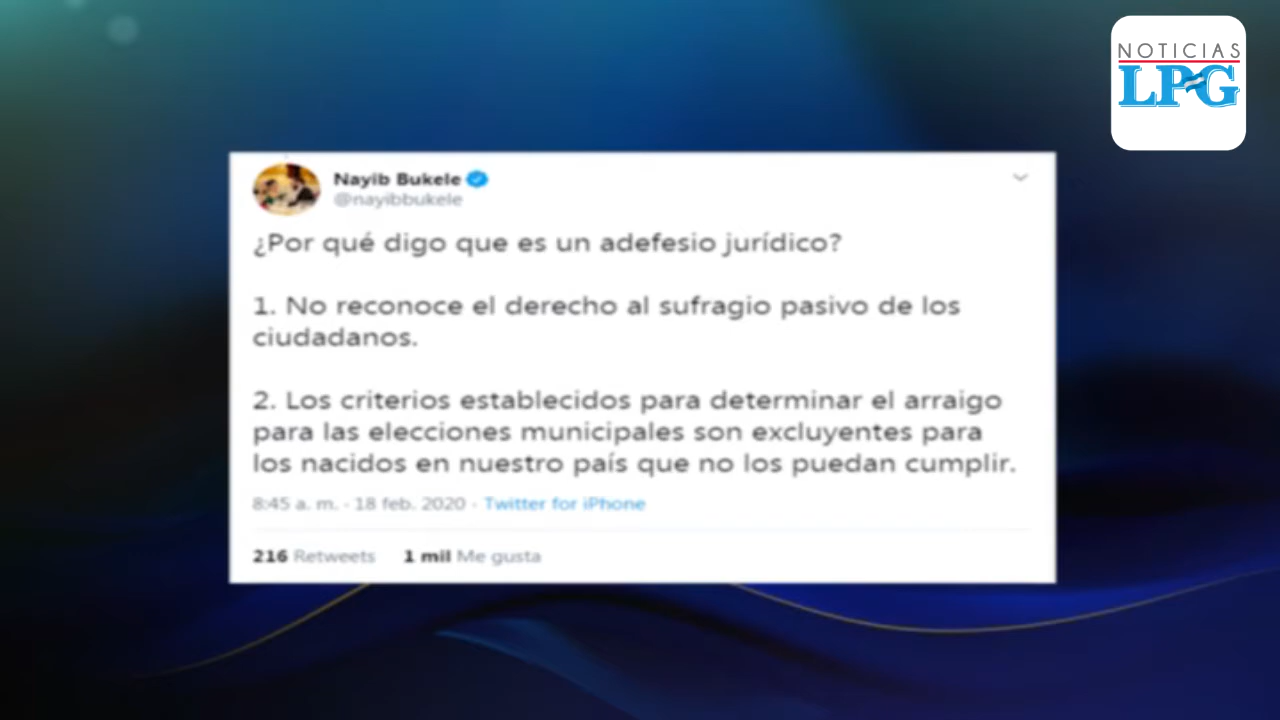 NOTICIAS
LPG
Nayib Bukele
@nayibbukele
¿Por qué digo que es un adefesio jurídico?
1. No reconoce el derecho al sufragio pasivo de los
ciudadanos.
2. Los criterios establecidos para determinar el arraigo
para las elecciones municipales son excluyentes para
los nacidos en nuestro país que no los puedan cumplir.
8:45 a. m. · 18 feb. 2020 · Twitter for iPhone
216 Retweets 1 mil Me gusta